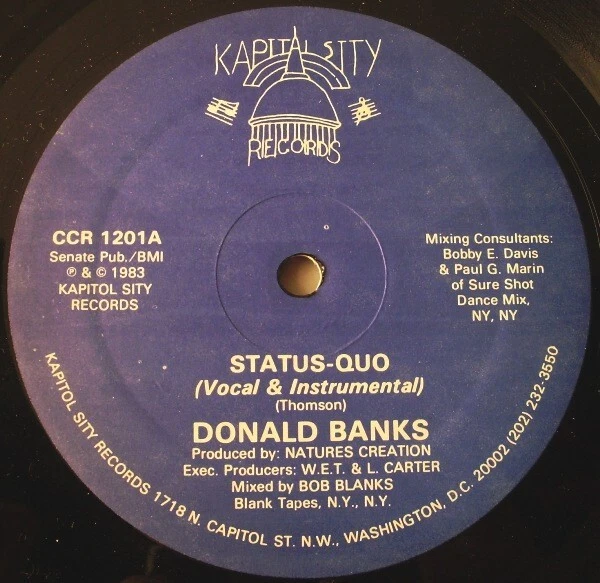 KAPITOL SITY
RECORDS
CCR 1201A
Senate Pub./BMI
℗ & © 1983
KAPITOL SITY
RECORDS
Mixing Consultants:
Bobby E. Davis
& Paul G. Marin
of Sure Shot
Dance Mix,
NY, NY
STATUS-QUO
(Vocal & Instrumental)
(Thomson)
DONALD BANKS
Produced by: NATURES CREATION
Exec. Producers: W.E.T. & L. CARTER
Mixed by BOB BLANKS
Blank Tapes, N.Y., N.Y.
KAPITOL SITY RECORDS 1718 N. CAPITOL ST. N.W., WASHINGTON, D.C. 20002 (202) 232-3550